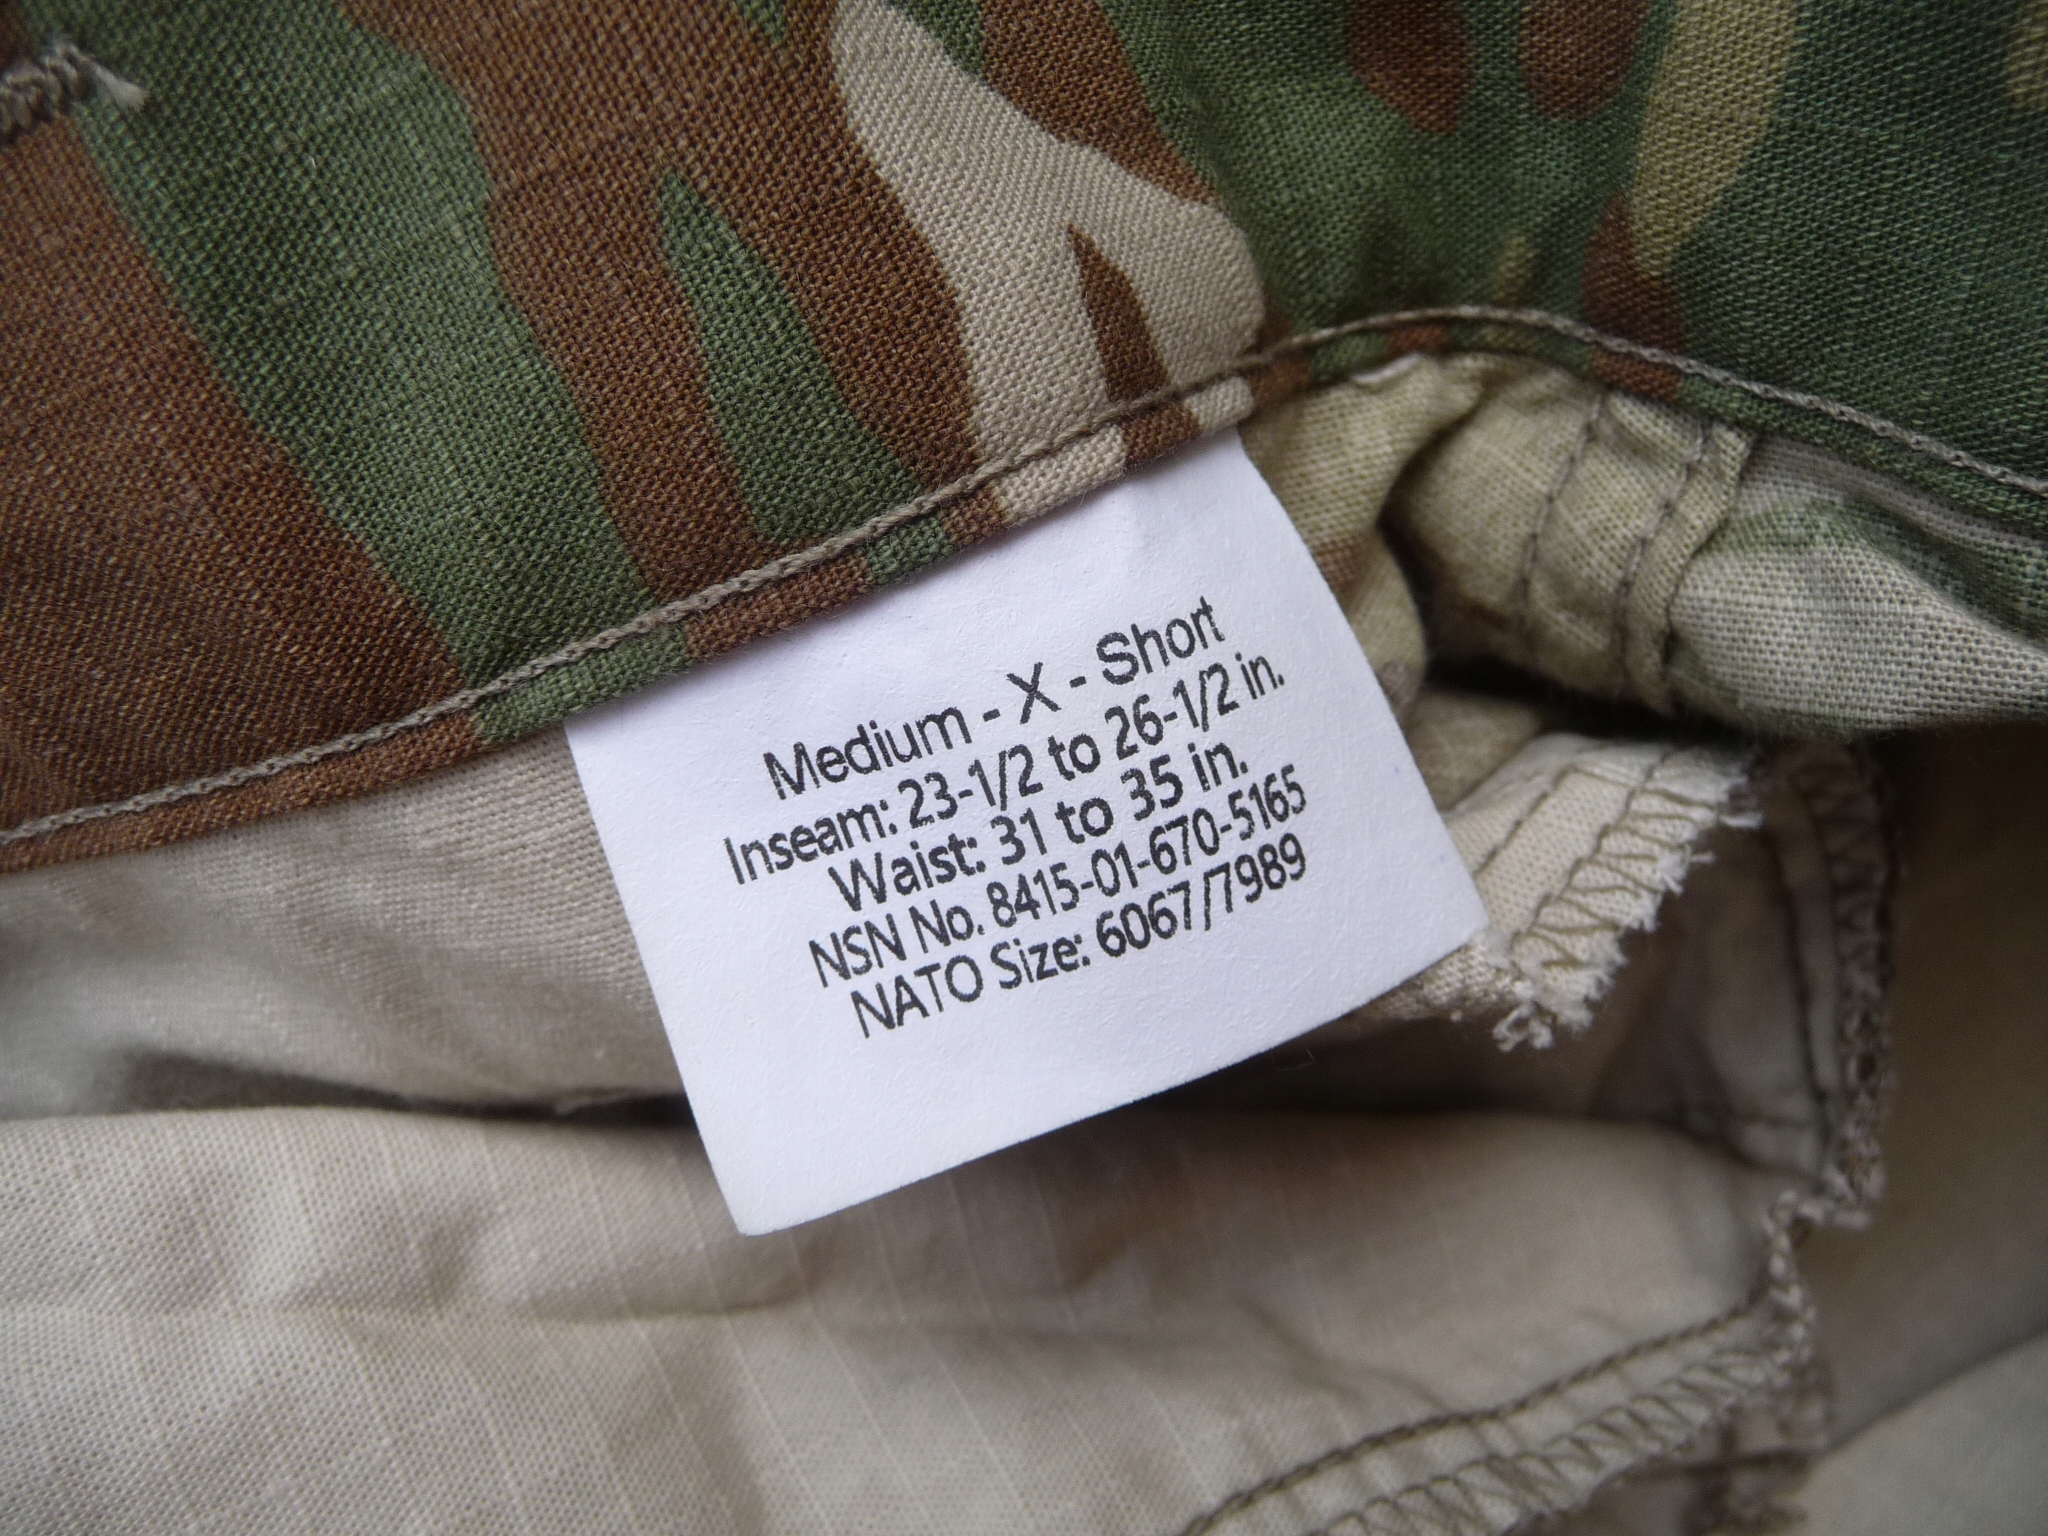 Medium - X - Short
Inseam: 23-1/2 to 26-1/2 in.
Waist: 31 to 35 in.
NSN No. 8415-01-670-5165
NATO Size: 6067/7989